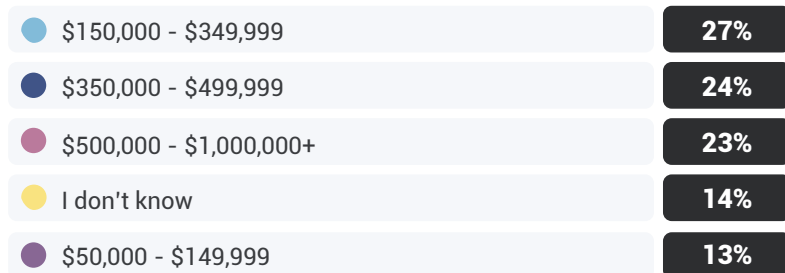 $150,000 - $349,999 27%
$350,000 - $499,999 24%
$500,000 - $1,000,000+ 23%
I don't know 14%
$50,000 - $149,999 13%